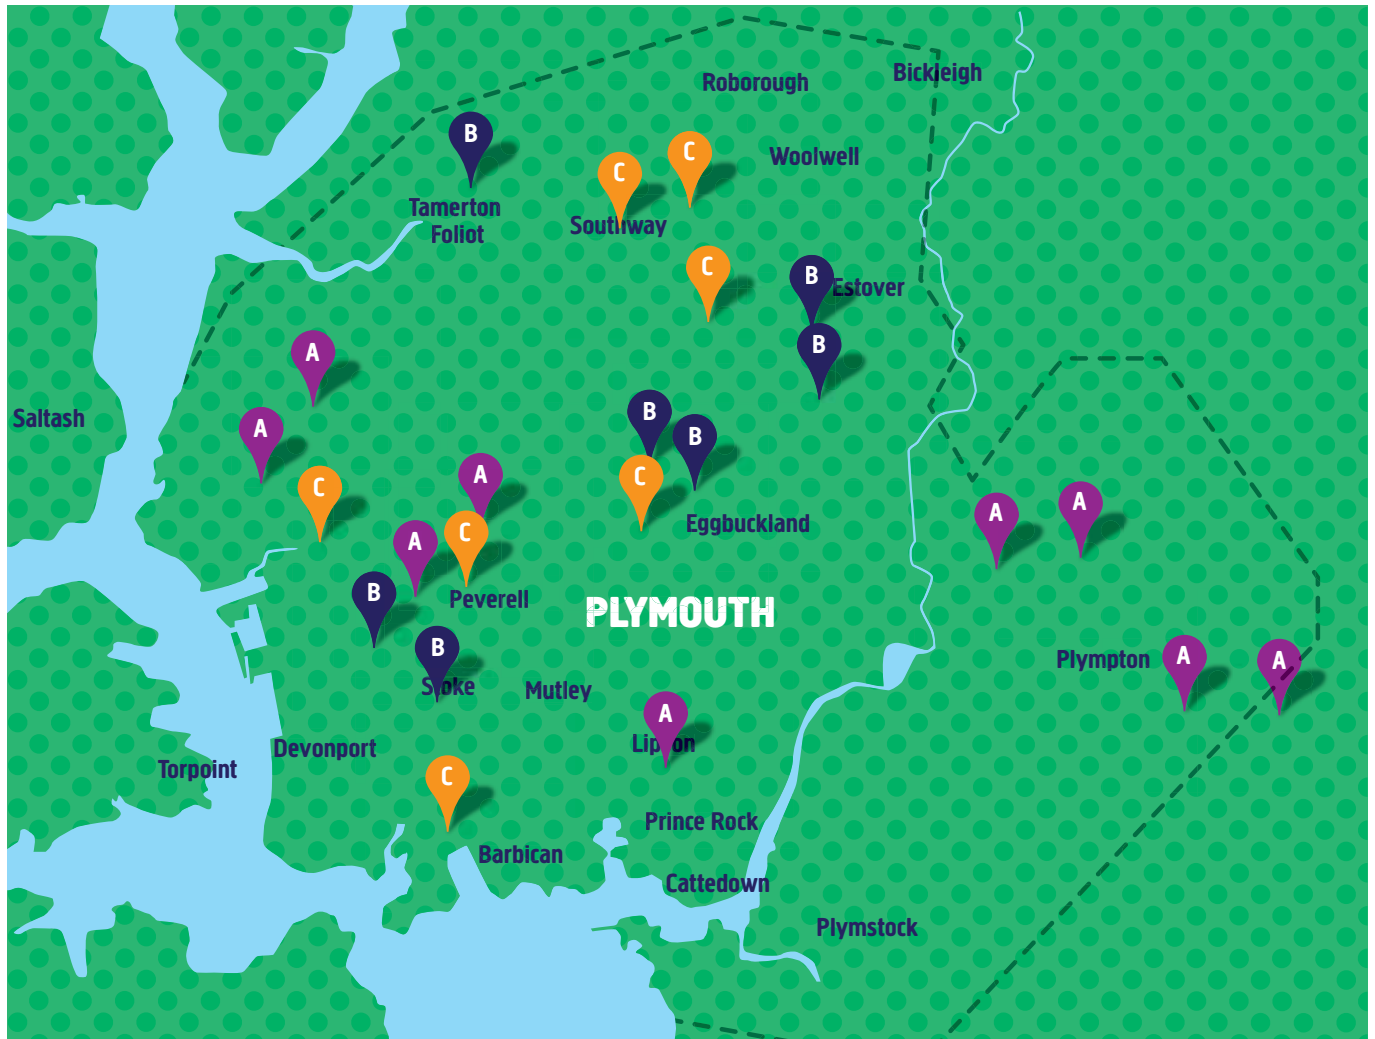 Bickleigh
Roborough
B
C
C
Woolwell
Tamerton
Foliot
Southway
C
B
Estover
B
A
Saltash
A
B
B
C
A
C
A
C
A
A
Eggbuckland
B
Peverell
PLYMOUTH
B
Stoke
Mutley
Plympton
A
A
A
Lipton
Devonport
Torpoint
C
Prince Rock
Barbican
Cattedown
Plymstock